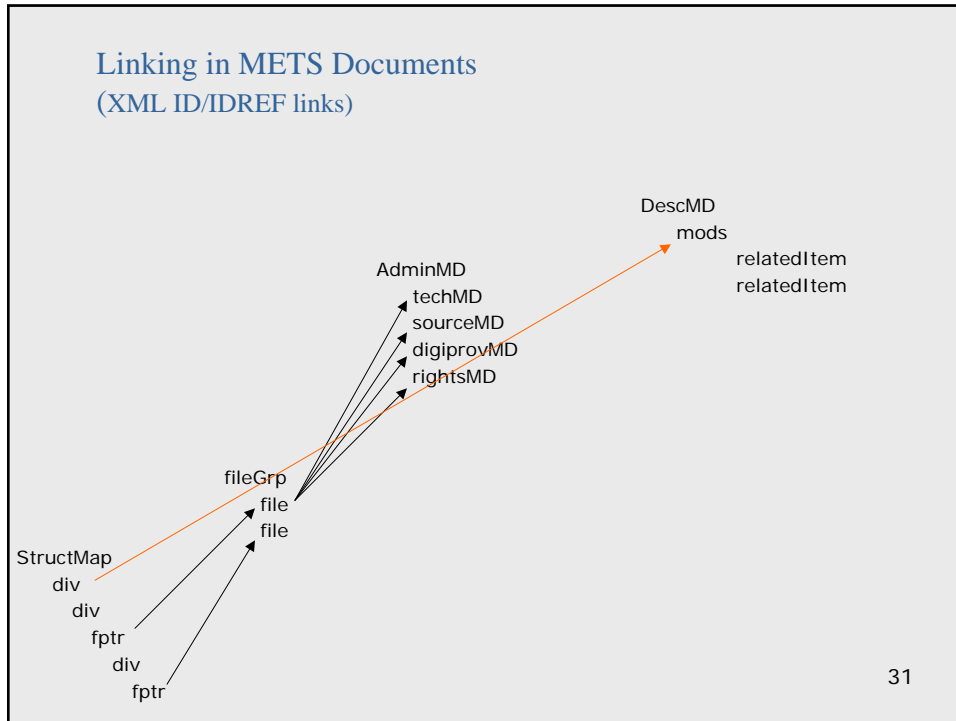 Linking in METS Documents
(XML ID/IDREF links)
DescMD
mods
relatedItem
relatedItem
AdminMD
techMD
sourceMD
digiprovMD
rightsMD
fileGrp
file
file
StructMap
div
div
fptr
div
fptr
31